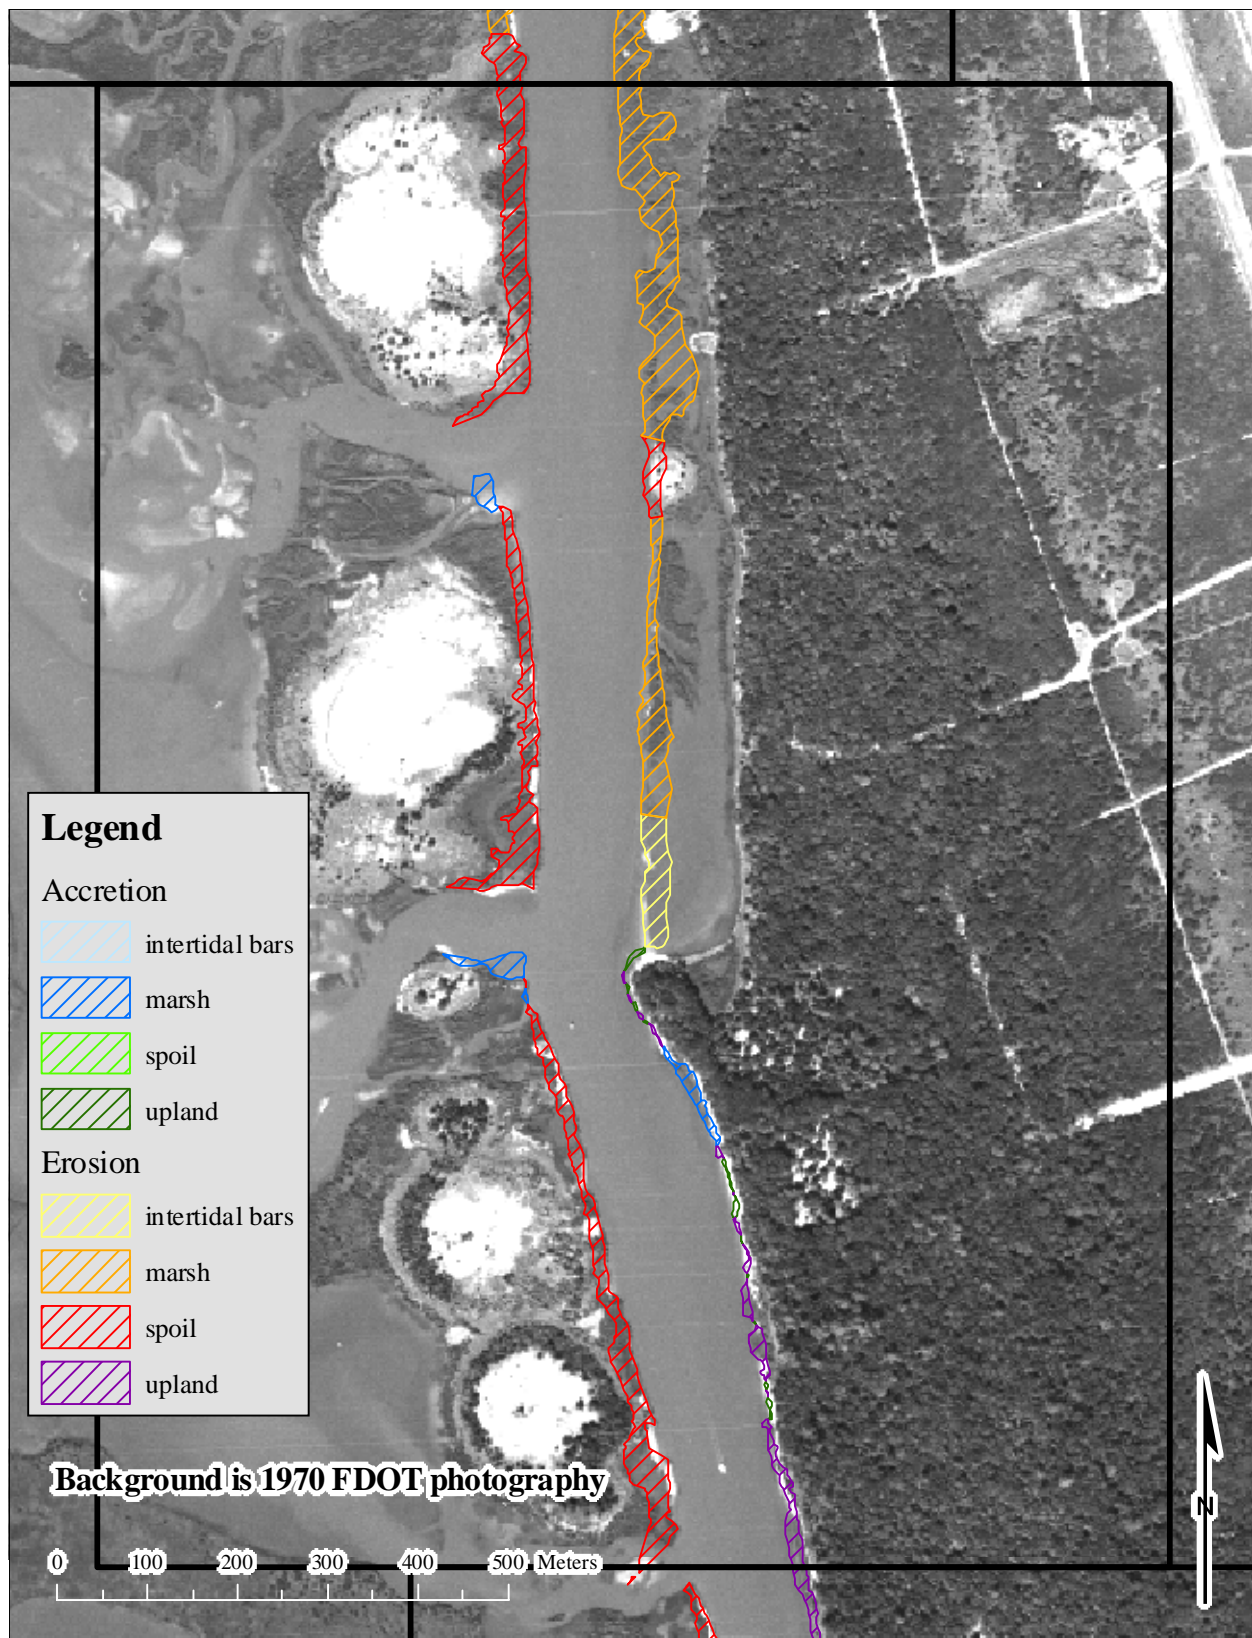 Legend
Accretion
intertidal bars
marsh
spoil
upland
Erosion
intertidal bars
marsh
spoil
upland
Background is 1970 FDOT photography
0 100 200 300 400 500 Meters
N